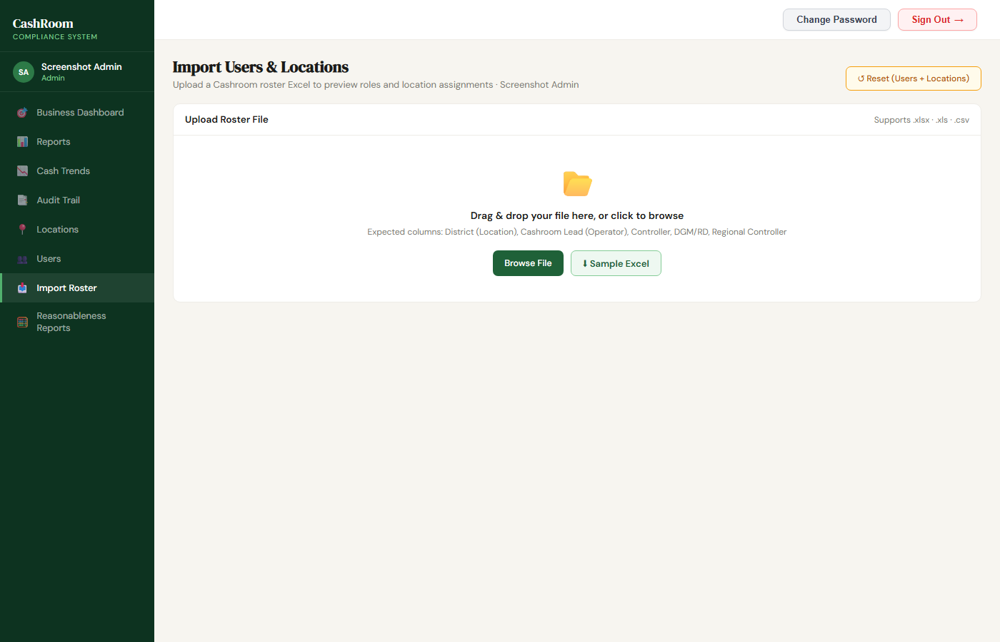 CashRoom
COMPLIANCE SYSTEM
SA
Screenshot Admin
Admin
Business Dashboard
Reports
Cash Trends
Audit Trail
Locations
Users
Import Roster
Reasonableness
Reports
Change Password
Sign Out →
Import Users & Locations
Upload a Cashroom roster Excel to preview roles and location assignments · Screenshot Admin
↺ Reset (Users + Locations)
Upload Roster File
Supports .xlsx · .xls · .csv
Drag & drop your file here, or click to browse
Expected columns: District (Location), Cashroom Lead (Operator), Controller, DGM/RD, Regional Controller
Browse File
⬇ Sample Excel